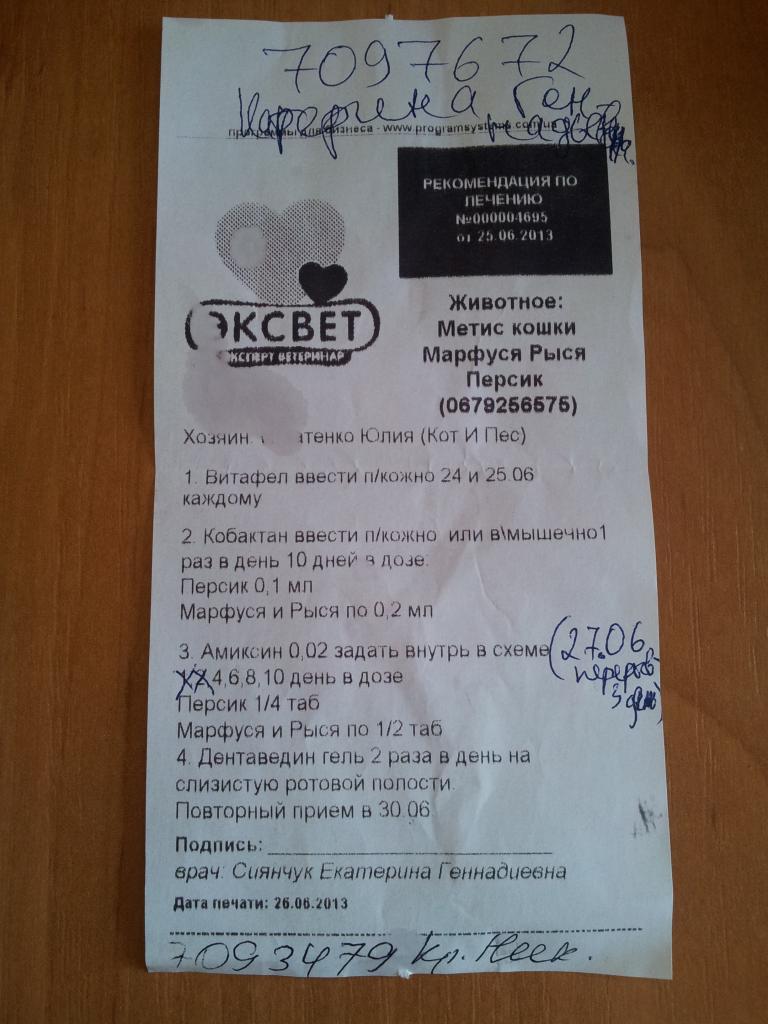 7097672
программы для бизнеса - www.programsystems.com.ua
РЕКОМЕНДАЦИЯ ПО
ЛЕЧЕНИЮ
№000004695
от 25.06.2013
ЭКСВЕТ
ЭКСПЕРТ ВЕТЕРИНАР
Животное:
Метис кошки
Марфуся Рыся
Персик
(0679256575)
Хозяин: Юлия (Кот И Пес)
1. Витафел ввести п/кожно 24 и 25.06
каждому
2. Кобактан ввести п/кожно или в\мышечно1
раз в день 10 дней в дозе:
Персик 0,1 мл
Марфуся и Рыся по 0,2 мл
3. Амиксин 0,02 задать внутрь в схеме (27.06
4,6,8,10 день в дозе перерыв
Персик 1/4 таб 3 дня)
Марфуся и Рыся по 1/2 таб
4. Дентаведин гель 2 раза в день на
слизистую ротовой полости.
Повторный прием в 30.06.
Подпись:
врач: Сиянчук Екатерина Геннадиевна
Дата печати: 26.06.2013
7093479